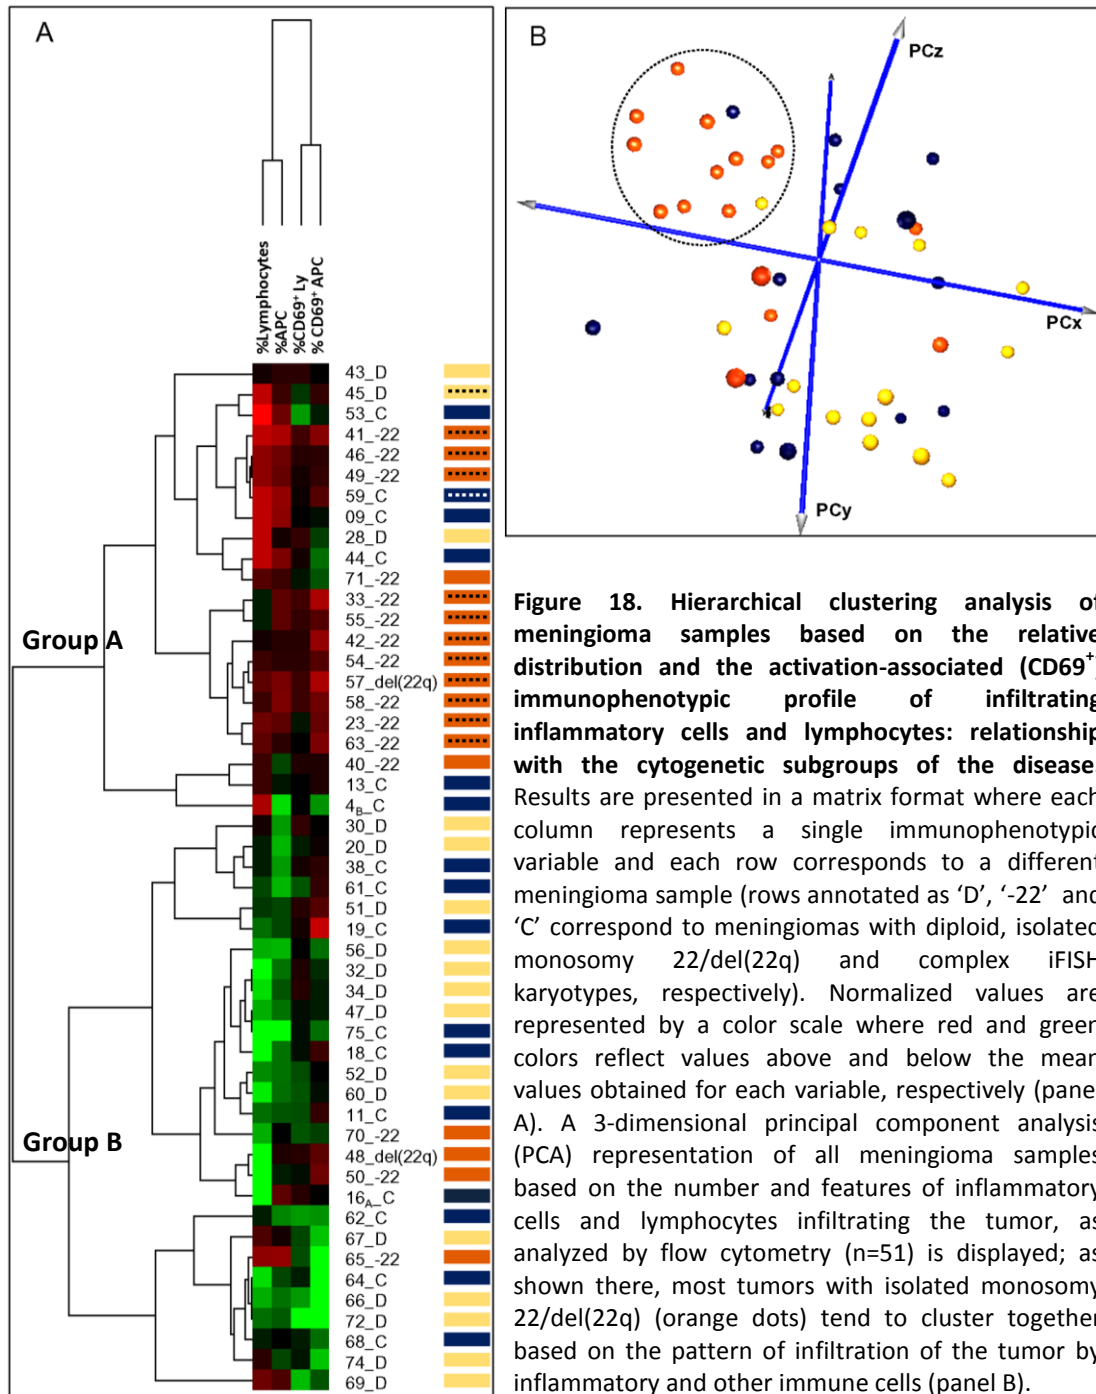 A
%Lymphocytes
%APC
%CD69+ Ly
% CD69+ APC
43_D
45_D
53_C
41_-22
46_-22
49_-22
59_C
09_C
28_D
44_C
71_-22
33_-22
55_-22
42_-22
54_-22
57_del(22q)
58_-22
23_-22
63_-22
40_-22
13_C
4B_C
30_D
20_D
38_C
61_C
51_D
19_C
56_D
32_D
34_D
47_D
75_C
18_C
52_D
60_D
11_C
70_-22
48_del(22q)
50_-22
16A_C
62_C
67_D
65_-22
64_C
66_D
72_D
68_C
74_D
69_D
Group A
Group B
B
PCz
PCx
PCy
Figure 18. Hierarchical clustering analysis of
meningioma samples based on the relative
distribution and the activation-associated (CD69+)
immunophenotypic profile of infiltrating
inflammatory cells and lymphocytes: relationship
with the cytogenetic subgroups of the disease.
Results are presented in a matrix format where each
column represents a single immunophenotypic
variable and each row corresponds to a different
meningioma sample (rows annotated as ‘D’, ‘-22’ and
‘C’ correspond to meningiomas with diploid, isolated
monosomy 22/del(22q) and complex iFISH
karyotypes, respectively). Normalized values are
represented by a color scale where red and green
colors reflect values above and below the mean
values obtained for each variable, respectively (panel
A). A 3-dimensional principal component analysis
(PCA) representation of all meningioma samples
based on the number and features of inflammatory
cells and lymphocytes infiltrating the tumor, as
analyzed by flow cytometry (n=51) is displayed; as
shown there, most tumors with isolated monosomy
22/del(22q) (orange dots) tend to cluster together
based on the pattern of infiltration of the tumor by
inflammatory and other immune cells (panel B).